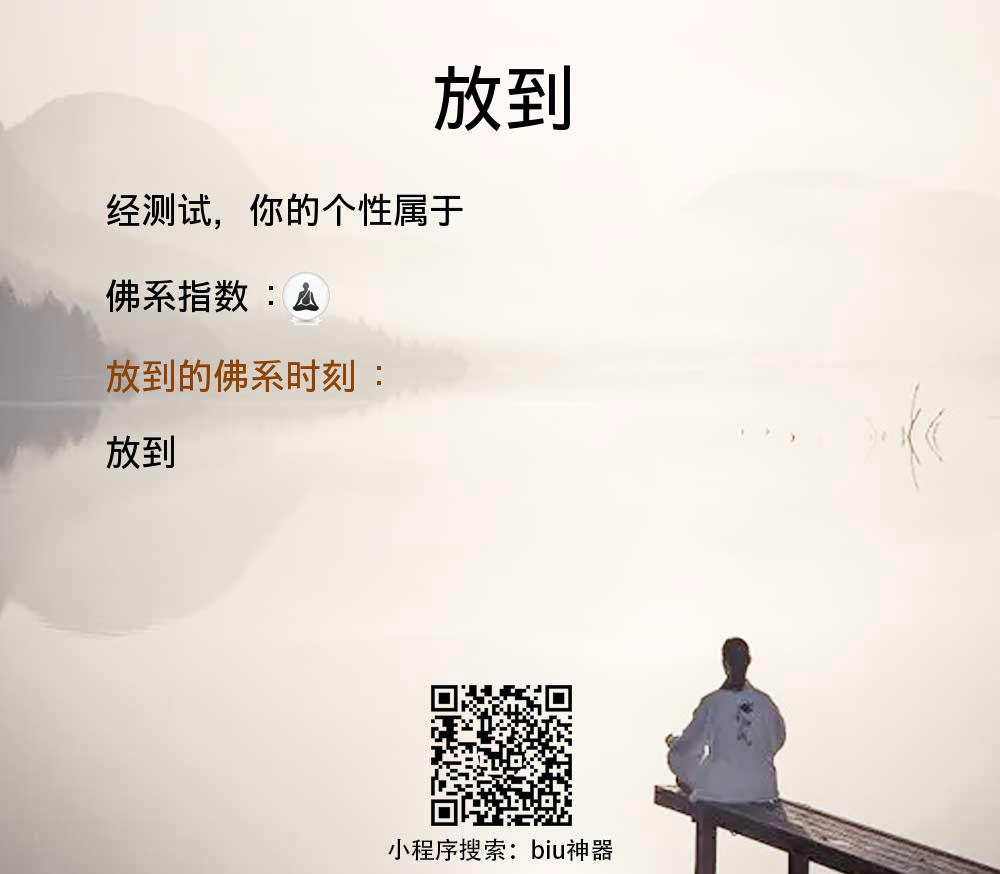 放到
经测试，你的个性属于
佛系指数：
放到的佛系时刻：
放到
小程序搜索：biu神器